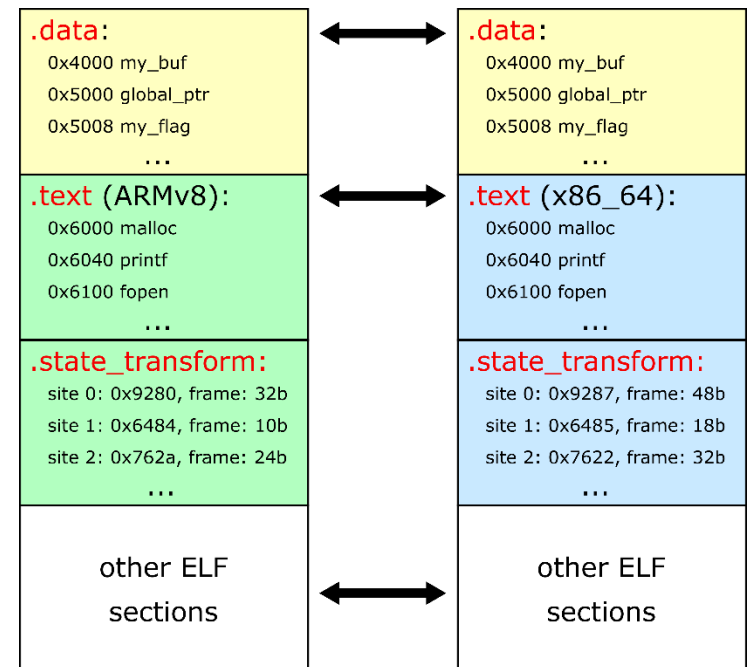 .data:
0x4000 my_buf
0x5000 global_ptr
0x5008 my_flag
...
.text (ARMv8):
0x6000 malloc
0x6040 printf
0x6100 fopen
...
.state_transform:
site 0: 0x9280, frame: 32b
site 1: 0x6484, frame: 10b
site 2: 0x762a, frame: 24b
...
other ELF
sections
.data:
0x4000 my_buf
0x5000 global_ptr
0x5008 my_flag
...
.text (x86_64):
0x6000 malloc
0x6040 printf
0x6100 fopen
...
.state_transform:
site 0: 0x9287, frame: 48b
site 1: 0x6485, frame: 18b
site 2: 0x7622, frame: 32b
...
other ELF
sections